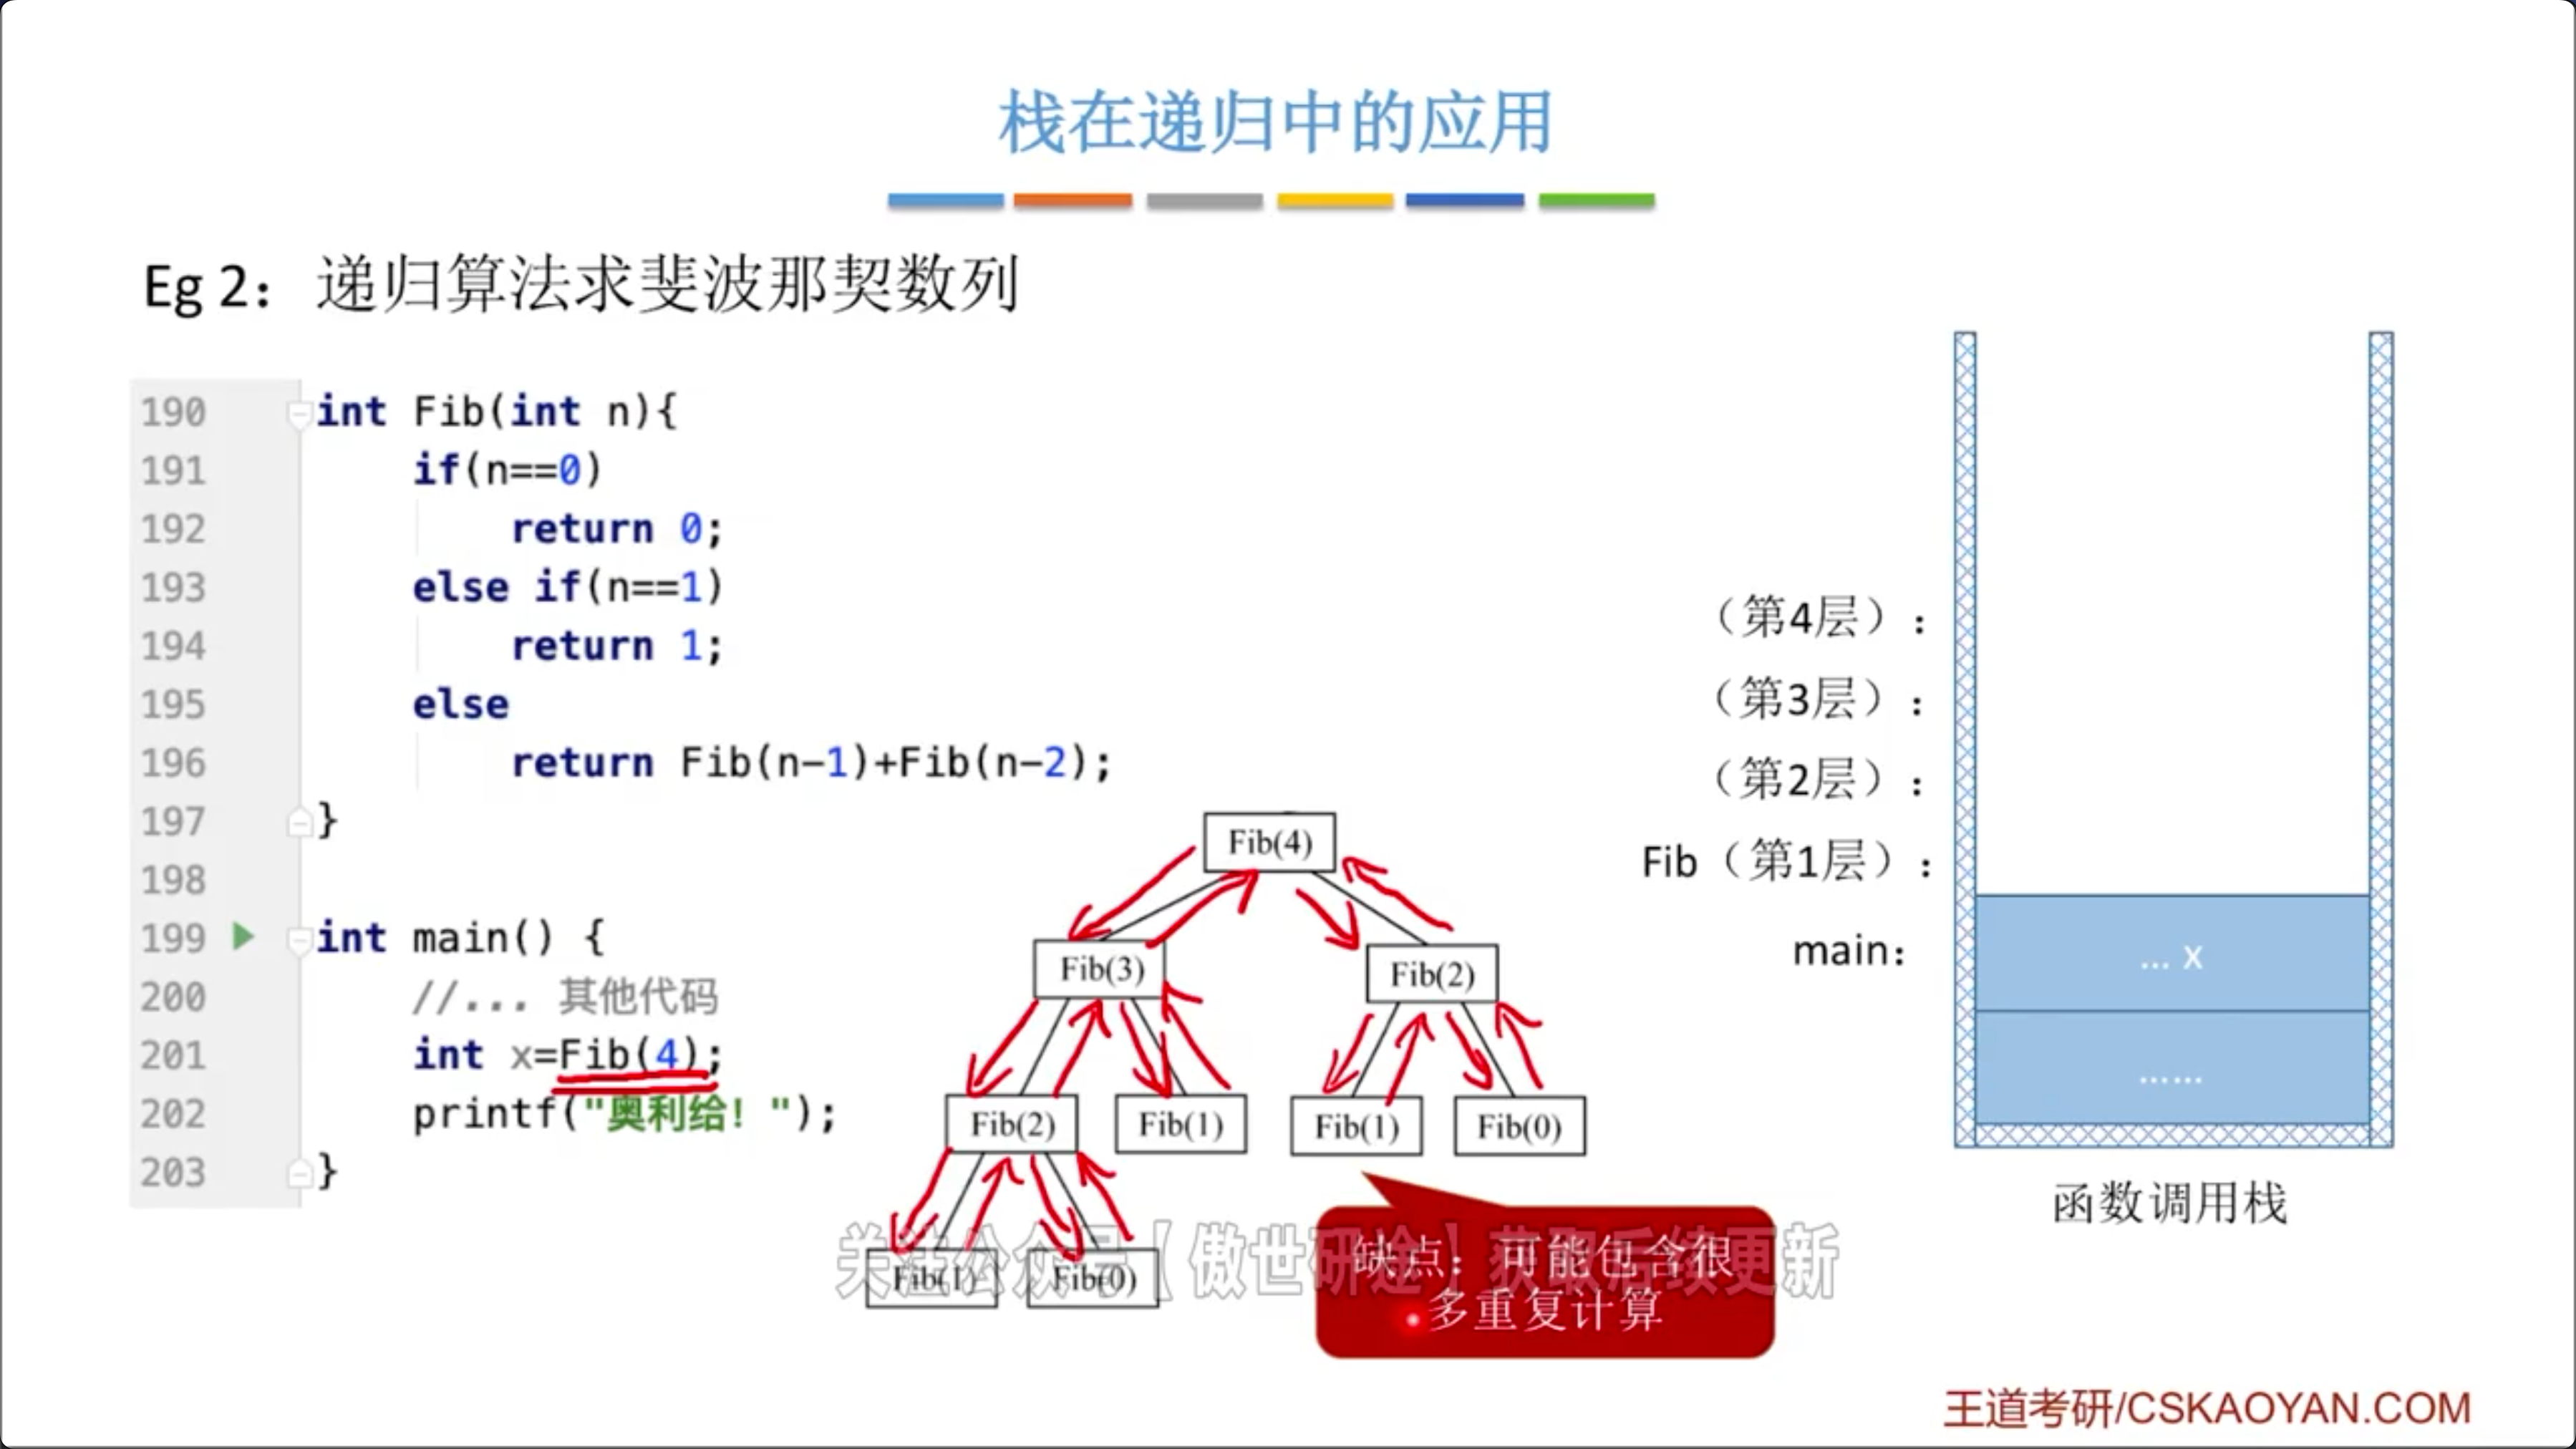 栈在递归中的应用
Eg 2：递归算法求斐波那契数列
190 int Fib(int n){
191 if(n==0)
192 return 0;
193 else if(n==1)
194 return 1;
195 else
196 return Fib(n-1)+Fib(n-2);
197 }
198
199 int main() {
200 //... 其他代码
201 int x=Fib(4);
202 printf("奥利给！");
203 }
Fib(4)
Fib(3)
Fib(2)
Fib(2)
Fib(1)
Fib(1)
Fib(0)
Fib(1)
Fib(0)
关注公众号【傲世研途】获取后续更新
缺点：可能包含很
多重复计算
（第4层）：
（第3层）：
（第2层）：
Fib（第1层）：
main：
... x
......
函数调用栈
王道考研/CSKAOYAN.COM